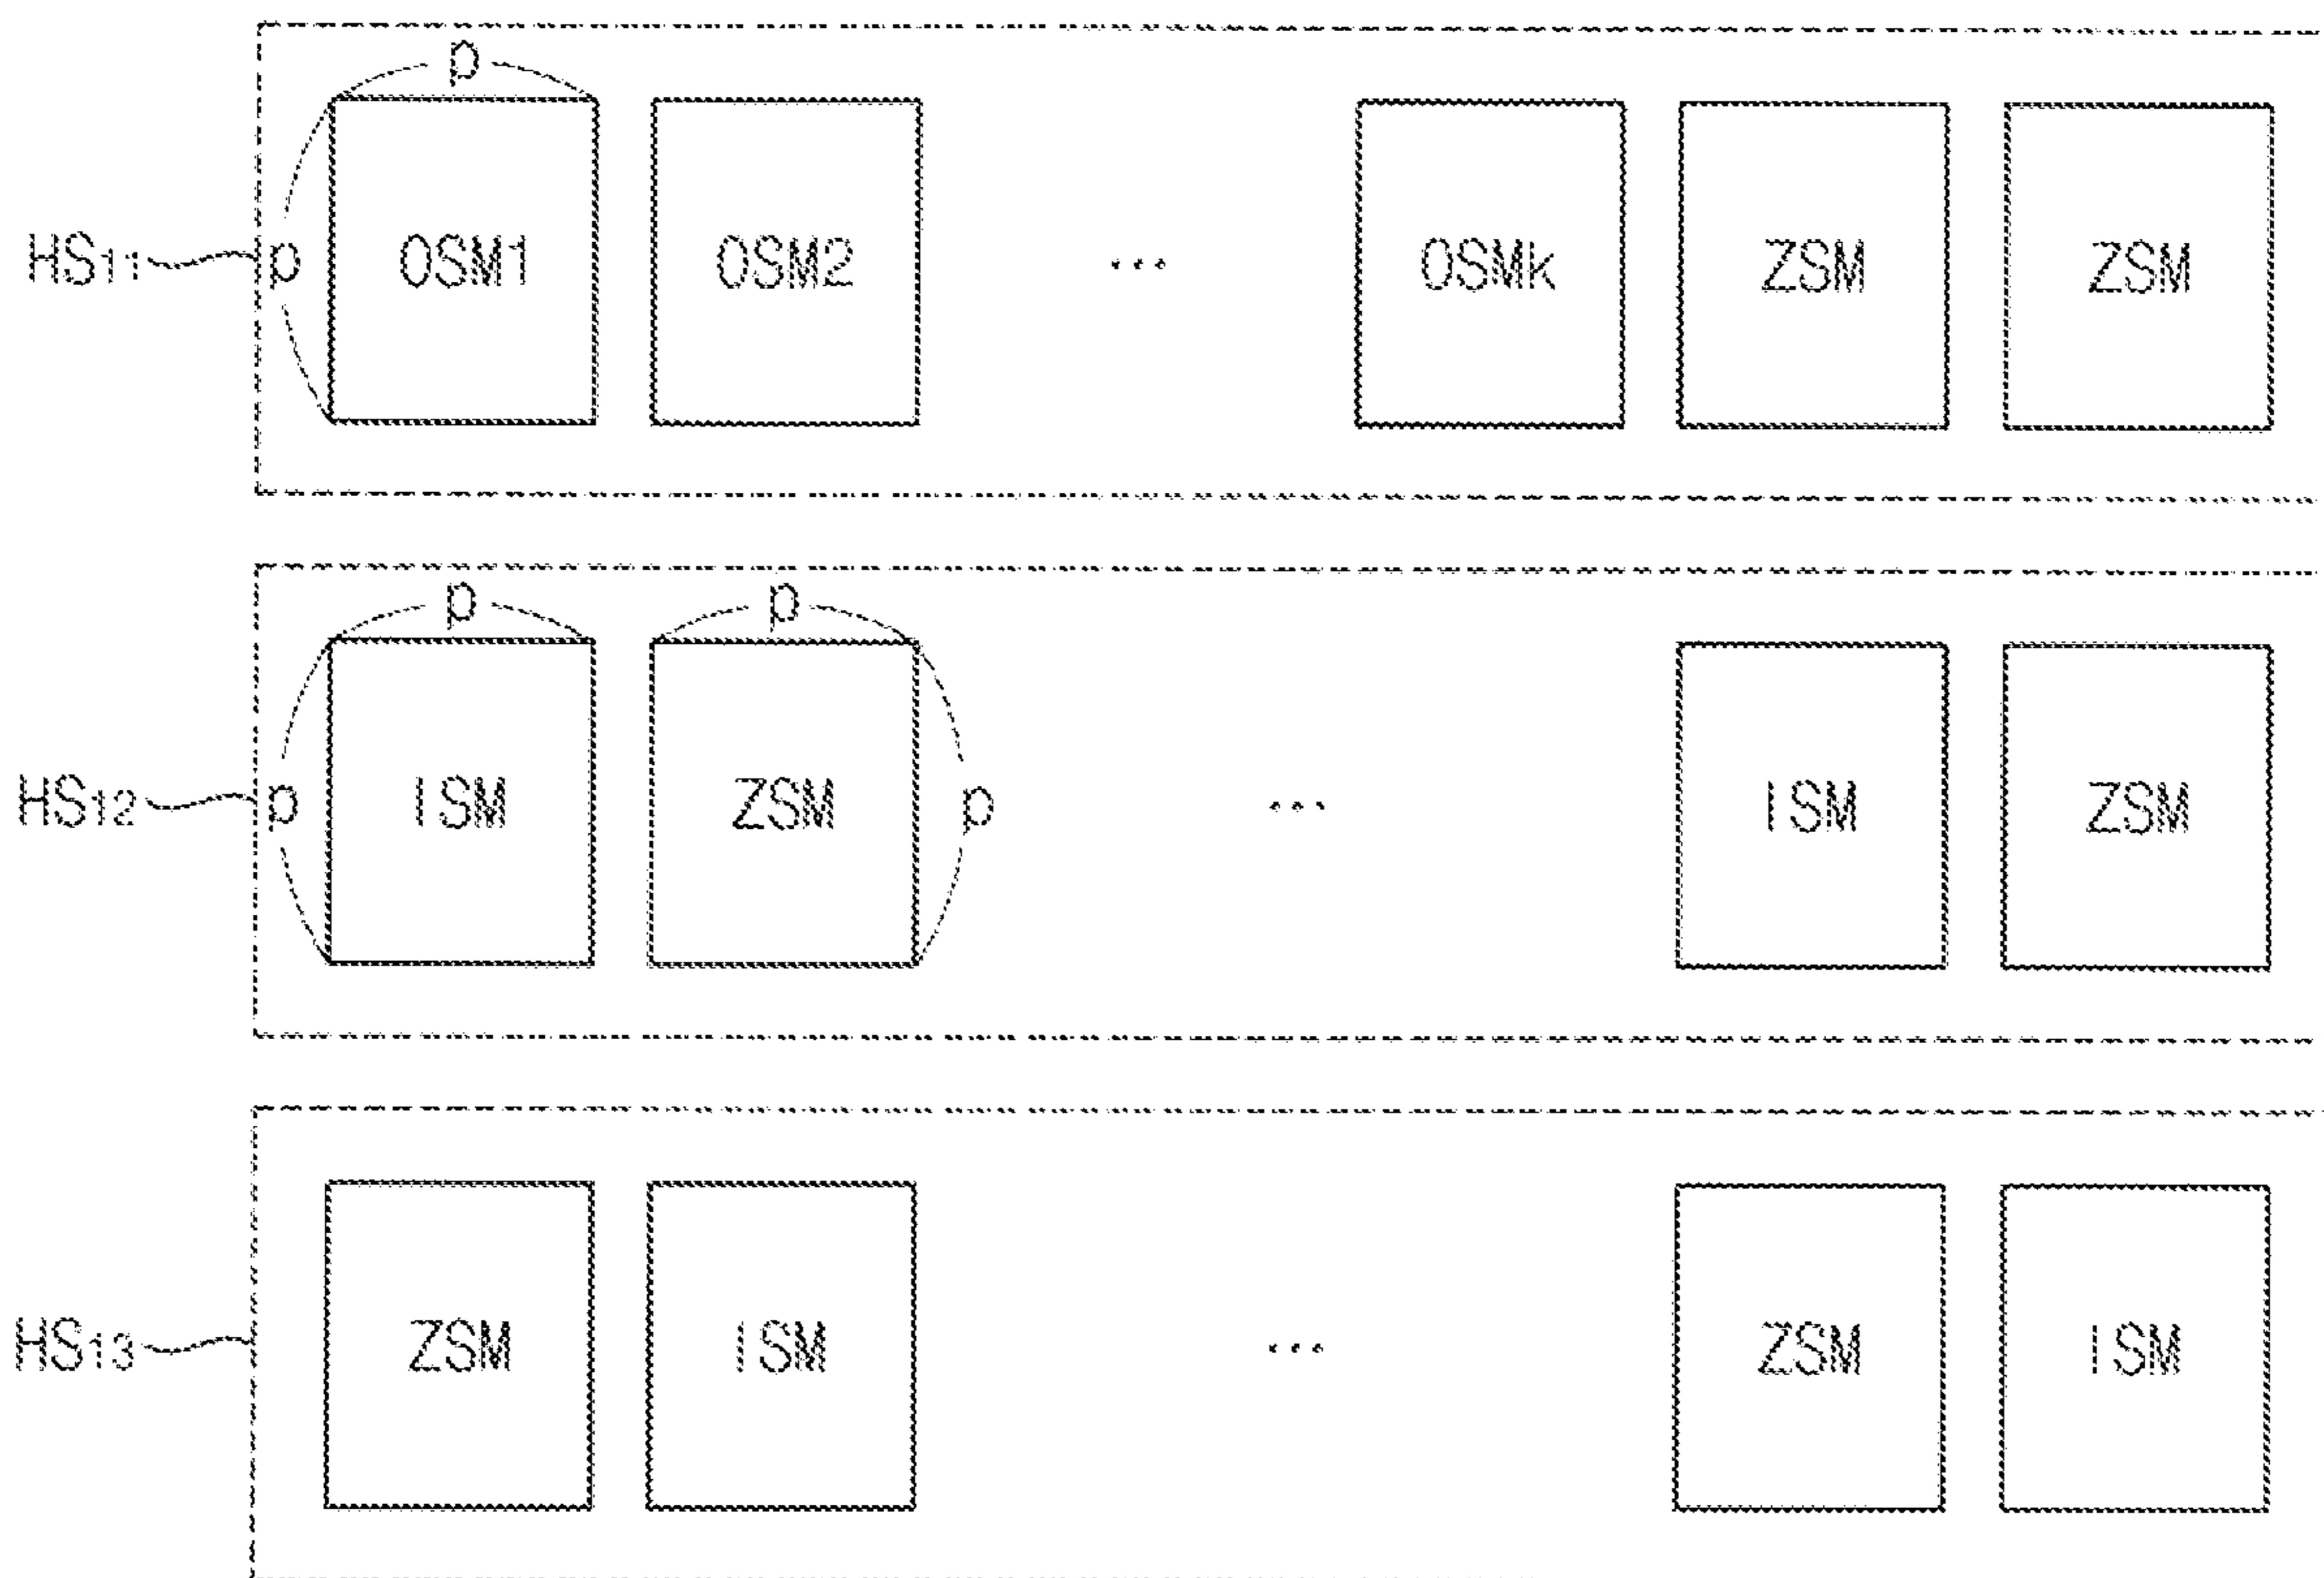 p
HS11 p OSM1 OSM2 ... OSMk ZSM ZSM
p p
HS12 p ISM ZSM p ... ISM ZSM
HS13 ZSM ISM ... ZSM ISM